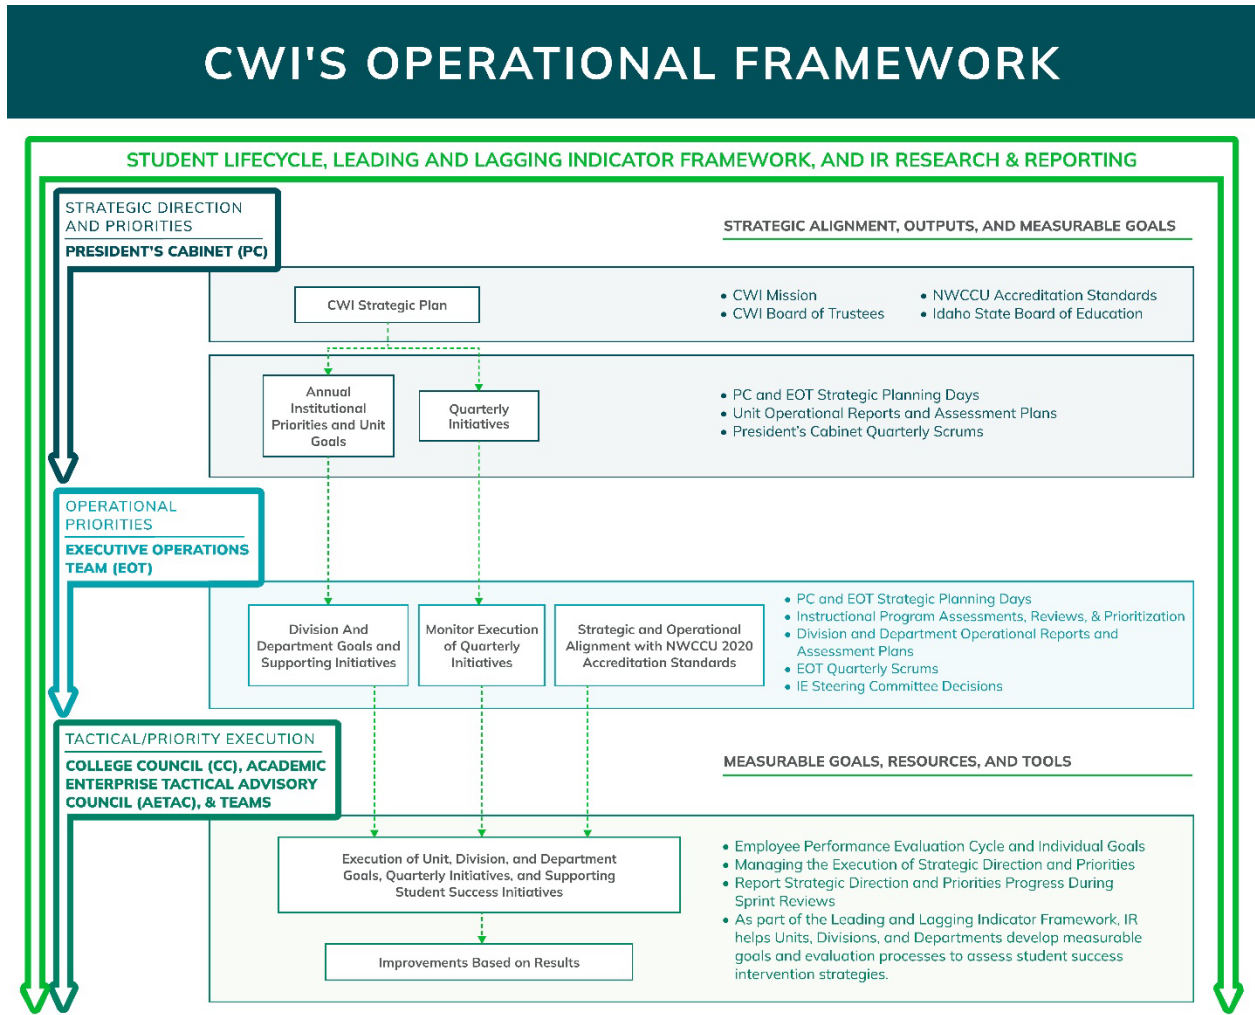 CWI'S OPERATIONAL FRAMEWORK
STUDENT LIFECYCLE, LEADING AND LAGGING INDICATOR FRAMEWORK, AND IR RESEARCH & REPORTING
STRATEGIC DIRECTION
AND PRIORITIES
PRESIDENT'S CABINET (PC)
STRATEGIC ALIGNMENT, OUTPUTS, AND MEASURABLE GOALS
CWI Strategic Plan
• CWI Mission
• CWI Board of Trustees
• NWCCU Accreditation Standards
• Idaho State Board of Education
Annual
Institutional
Priorities and Unit
Goals
Quarterly
Initiatives
• PC and EOT Strategic Planning Days
• Unit Operational Reports and Assessment Plans
• President's Cabinet Quarterly Scrums
OPERATIONAL
PRIORITIES
EXECUTIVE OPERATIONS
TEAM (EOT)
Division And
Department Goals and
Supporting Initiatives
Monitor Execution
of Quarterly
Initiatives
Strategic and Operational
Alignment with NWCCU 2020
Accreditation Standards
• PC and EOT Strategic Planning Days
• Instructional Program Assessments, Reviews, & Prioritization
• Division and Department Operational Reports and
Assessment Plans
• EOT Quarterly Scrums
• IE Steering Committee Decisions
TACTICAL/PRIORITY EXECUTION
COLLEGE COUNCIL (CC), ACADEMIC
ENTERPRISE TACTICAL ADVISORY
COUNCIL (AETAC), & TEAMS
MEASURABLE GOALS, RESOURCES, AND TOOLS
Execution of Unit, Division, and Department
Goals, Quarterly Initiatives, and Supporting
Student Success Initiatives
Improvements Based on Results
• Employee Performance Evaluation Cycle and Individual Goals
• Managing the Execution of Strategic Direction and Priorities
• Report Strategic Direction and Priorities Progress During
Sprint Reviews
• As part of the Leading and Lagging Indicator Framework, IR
helps Units, Divisions, and Departments develop measurable
goals and evaluation processes to assess student success
intervention strategies.